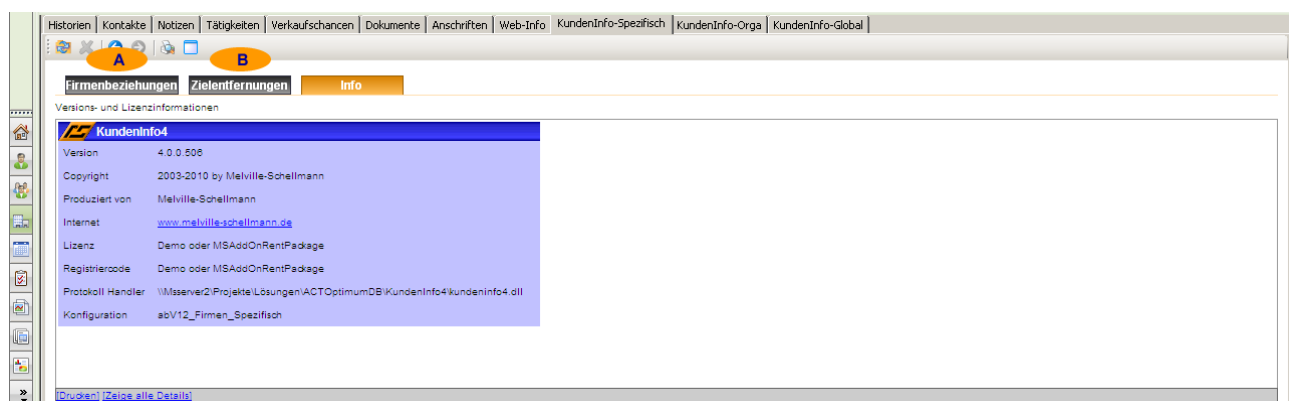 Historien Kontakte Notizen Tätigkeiten Verkaufschancen Dokumente Anschriften Web-Info KundenInfo-Spezifisch KundenInfo-Orga KundenInfo-Global
A B
Firmenbeziehungen Zielentfernungen Info
Versions- und Lizenzinformationen
KundenInfo4
Version 4.0.0.506
Copyright 2003-2010 by Melville-Schellmann
Produziert von Melville-Schellmann
Internet www.melville-schellmann.de
Lizenz Demo oder MSAddOnRentPackage
Registriercode Demo oder MSAddOnRentPackage
Protokoll Handler \\Msserver2\Projekte\Lösungen\ACTOptimumDB\KundenInfo4\kundeninfo4.dll
Konfiguration abV12_Firmen_Spezifisch
[Drucken] [Zeige alle Details]